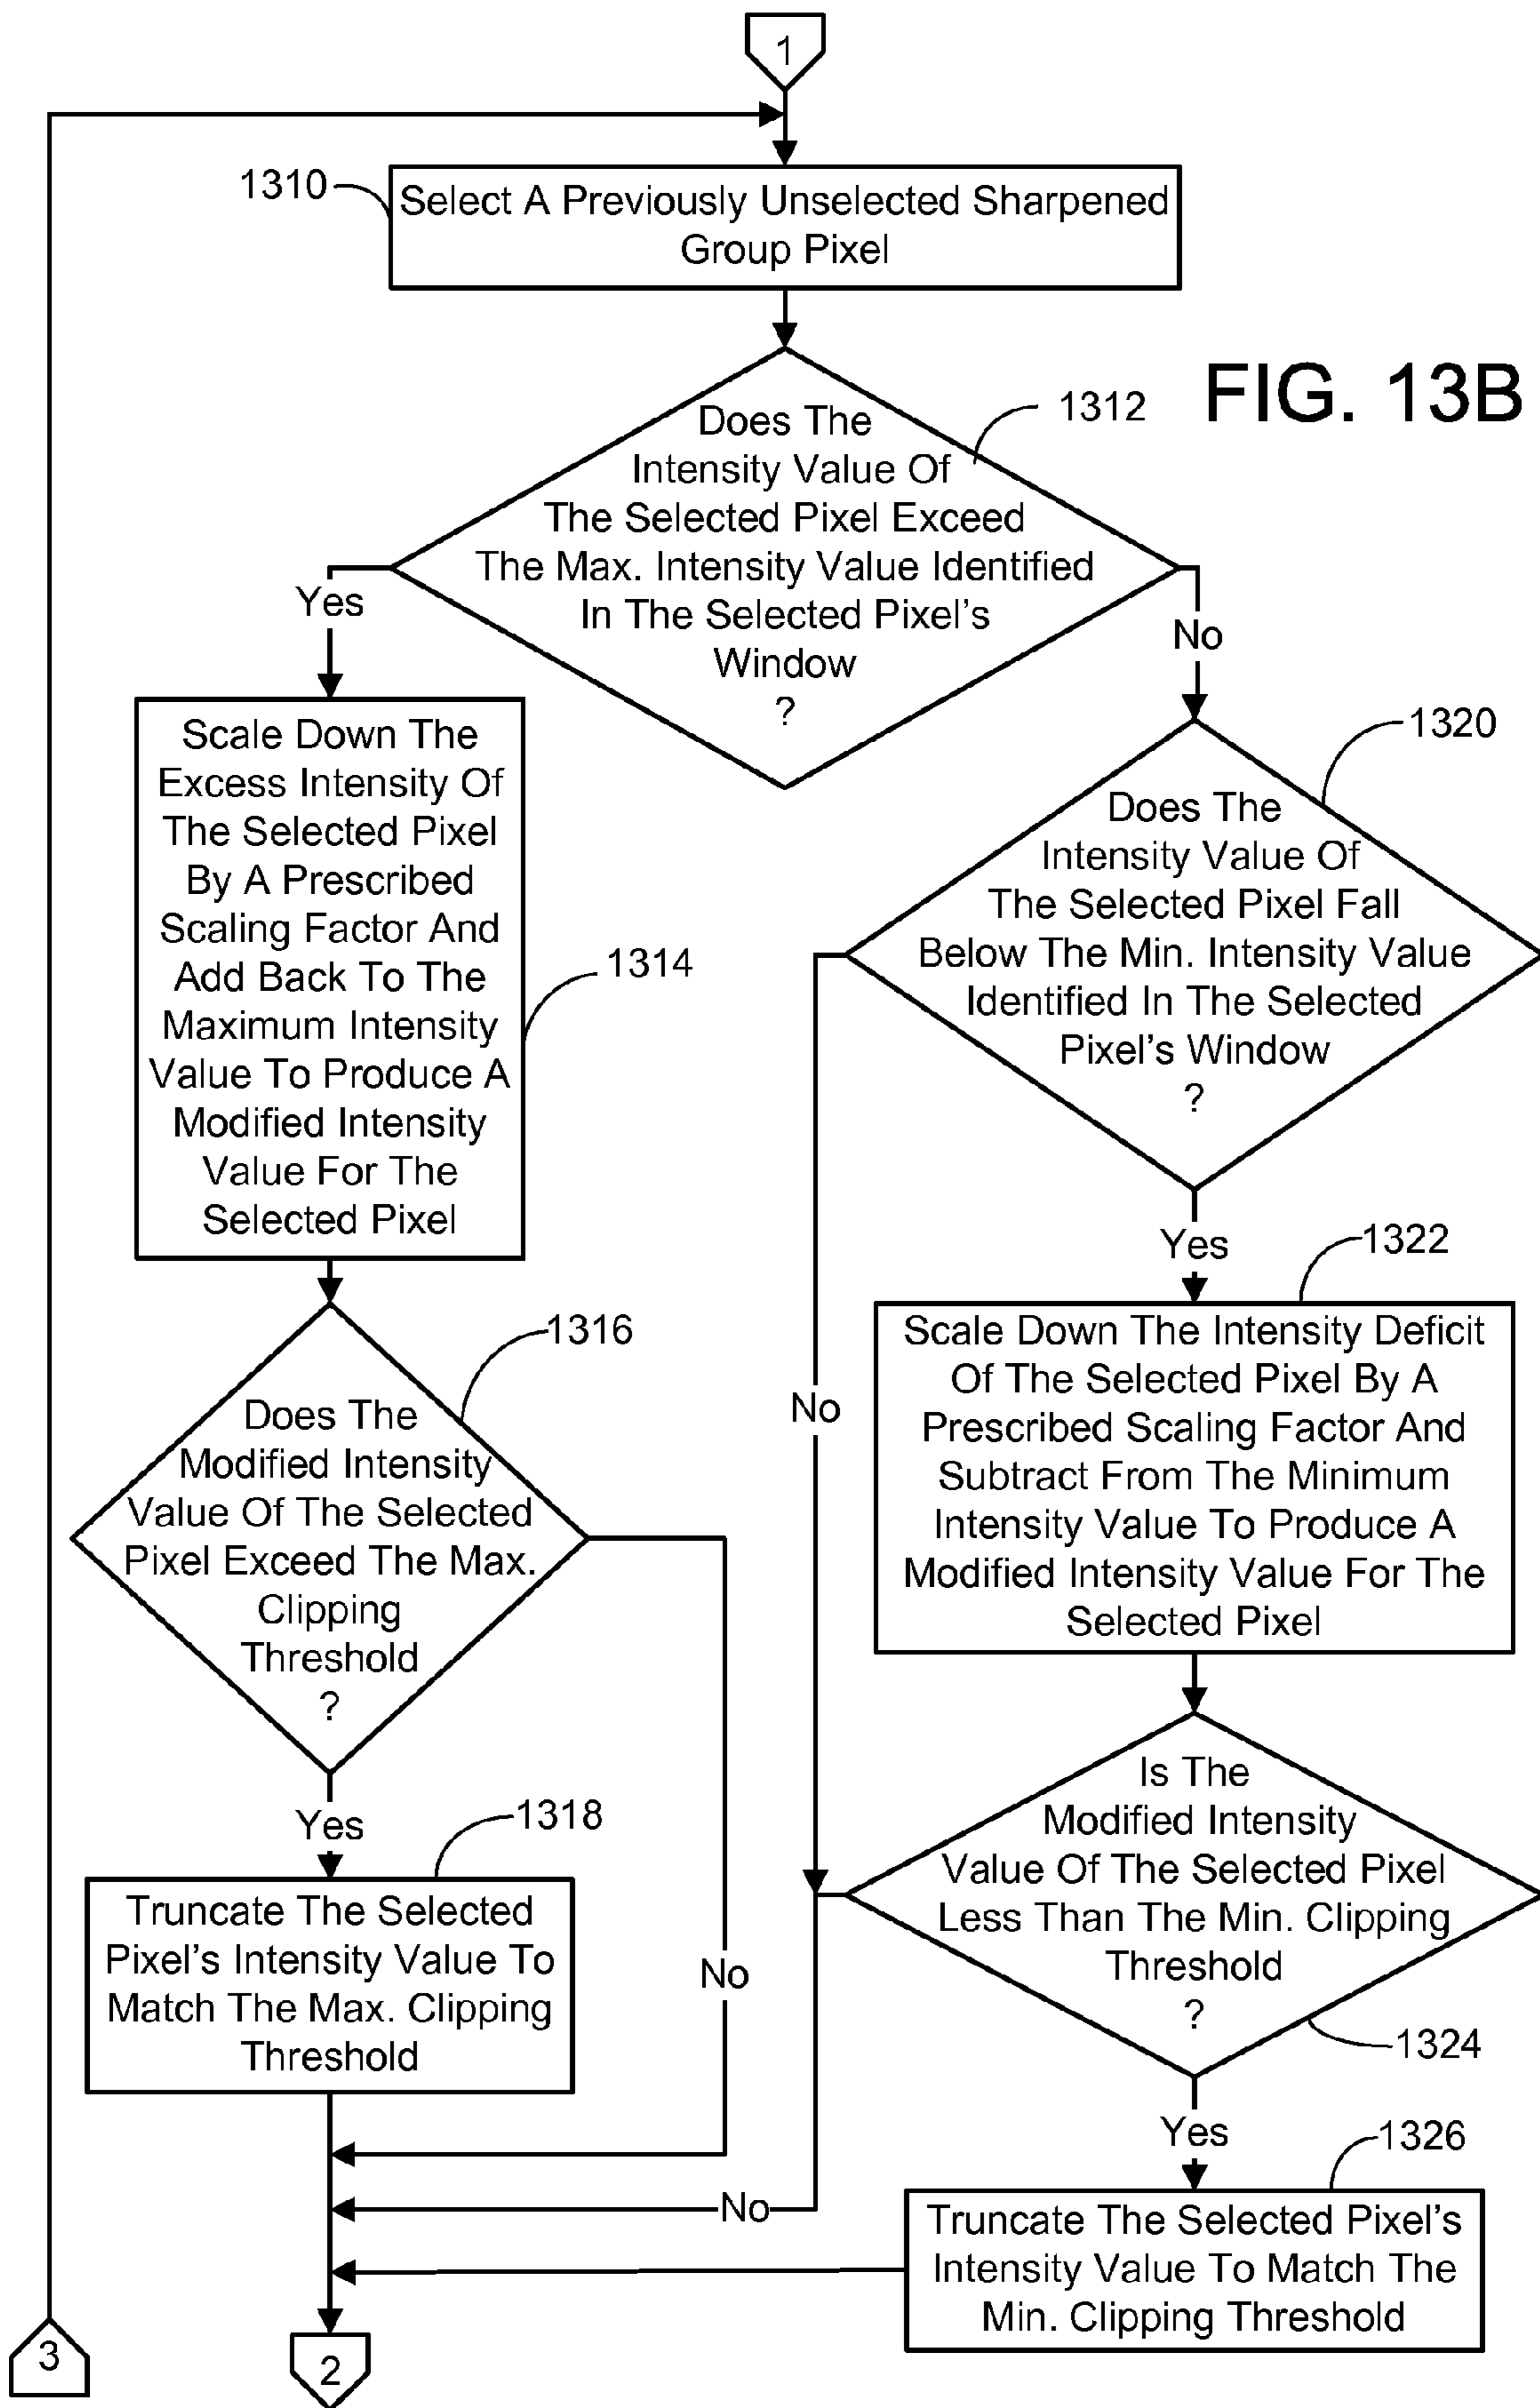 1
1310
Select A Previously Unselected Sharpened
Group Pixel
FIG. 13B
1312
Does The
Intensity Value Of
The Selected Pixel Exceed
The Max. Intensity Value Identified
In The Selected Pixel's
Window
?
Yes
No
Scale Down The
Excess Intensity Of
The Selected Pixel
By A Prescribed
Scaling Factor And
Add Back To The
Maximum Intensity
Value To Produce A
Modified Intensity
Value For The
Selected Pixel
1314
1320
Does The
Intensity Value Of
The Selected Pixel Fall
Below The Min. Intensity Value
Identified In The Selected
Pixel's Window
?
Yes
No
1322
Scale Down The Intensity Deficit
Of The Selected Pixel By A
Prescribed Scaling Factor And
Subtract From The Minimum
Intensity Value To Produce A
Modified Intensity Value For The
Selected Pixel
1316
Does The
Modified Intensity
Value Of The Selected
Pixel Exceed The Max.
Clipping
Threshold
?
Yes
No
1318
Truncate The Selected
Pixel's Intensity Value To
Match The Max. Clipping
Threshold
Is The
Modified Intensity
Value Of The Selected Pixel
Less Than The Min. Clipping
Threshold
?
1324
Yes
No
1326
Truncate The Selected Pixel's
Intensity Value To Match The
Min. Clipping Threshold
3
2